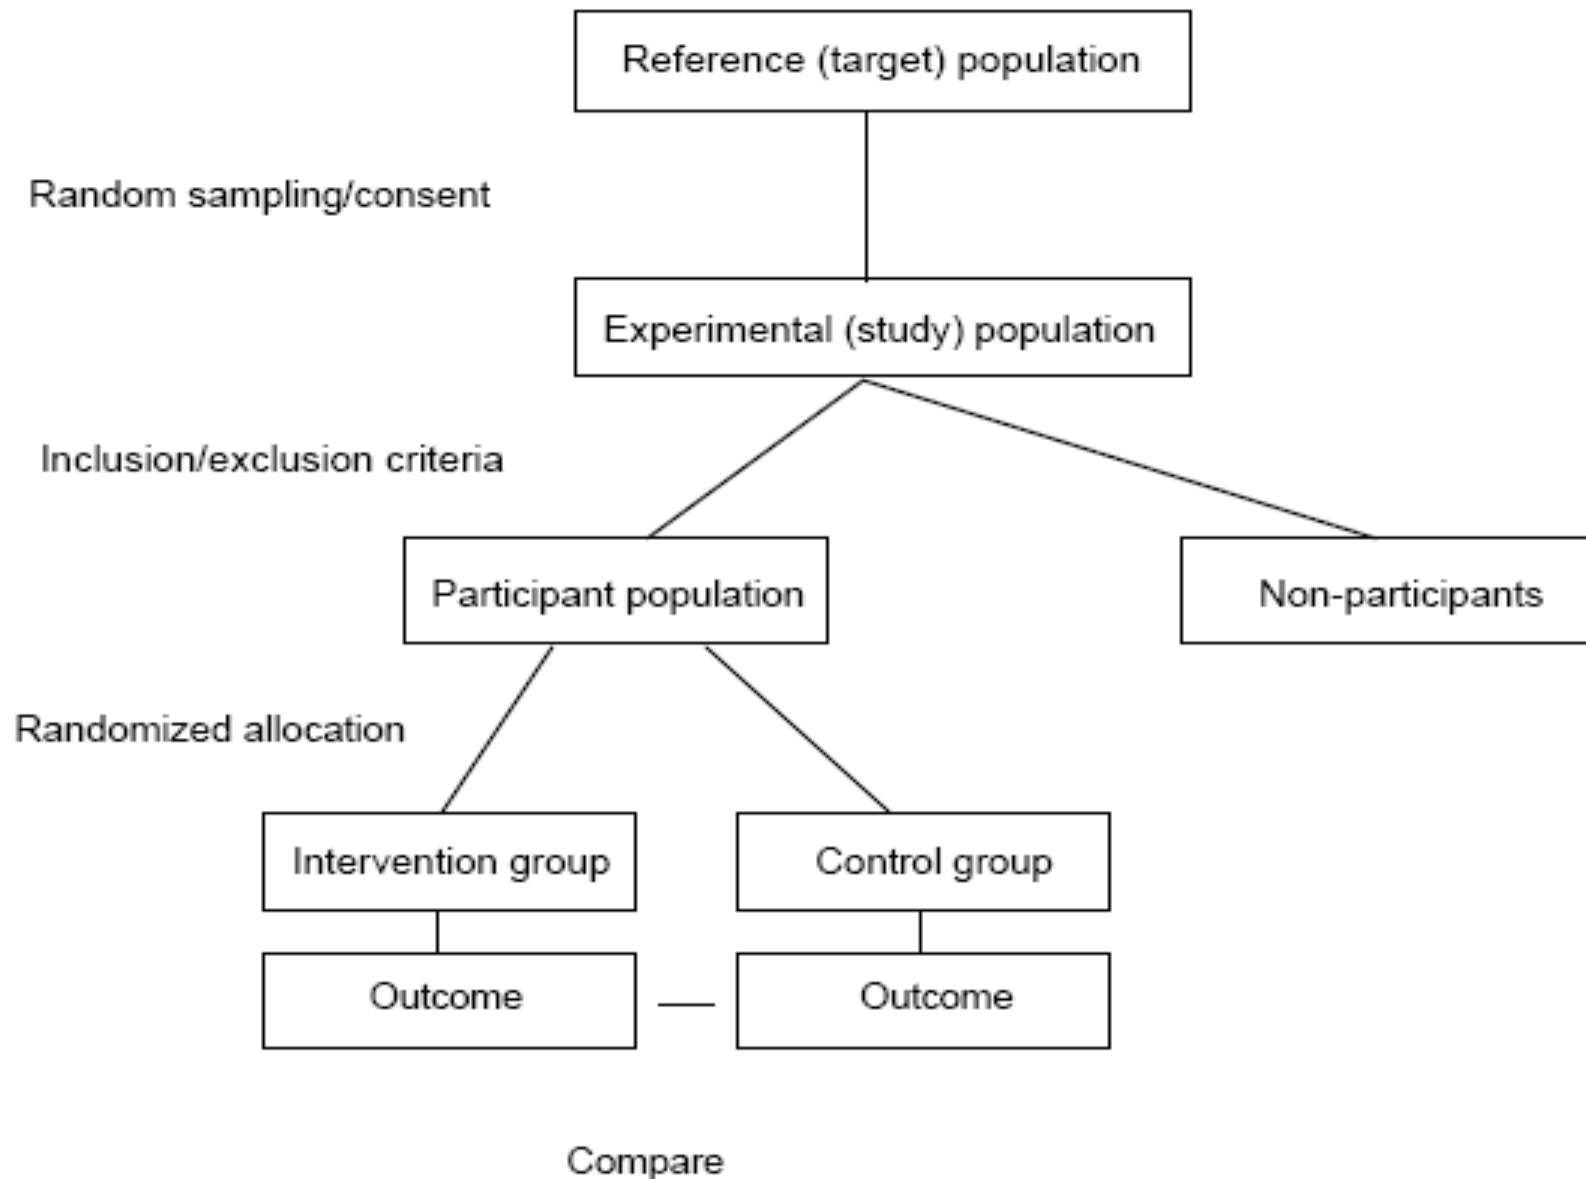 Reference (target) population
Random sampling/consent
Experimental (study) population
Inclusion/exclusion criteria
Participant population
Non-participants
Randomized allocation
Intervention group
Control group
Outcome
Outcome
Compare